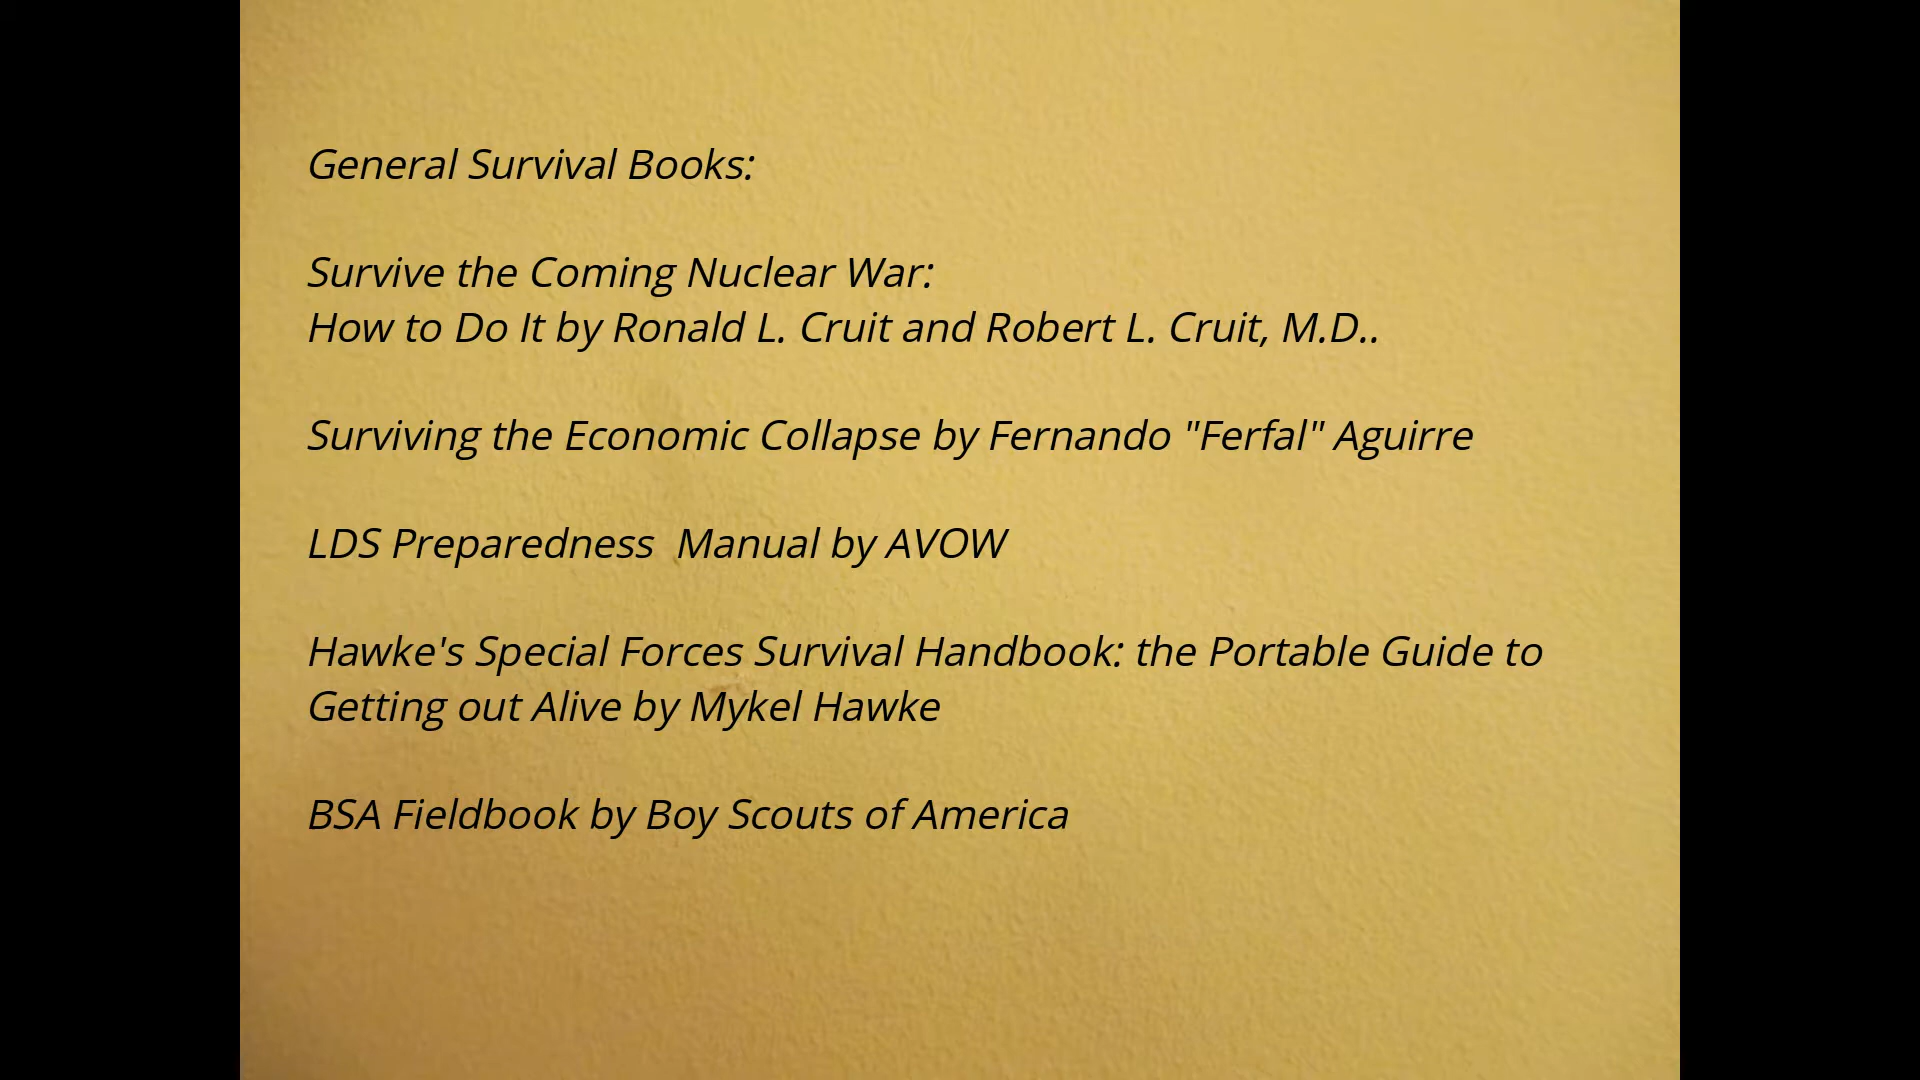 General Survival Books:
Survive the Coming Nuclear War:
How to Do It by Ronald L. Cruit and Robert L. Cruit, M.D..
Surviving the Economic Collapse by Fernando "Ferfal" Aguirre
LDS Preparedness  Manual by AVOW
Hawke's Special Forces Survival Handbook: the Portable Guide to
Getting out Alive by Mykel Hawke
BSA Fieldbook by Boy Scouts of America